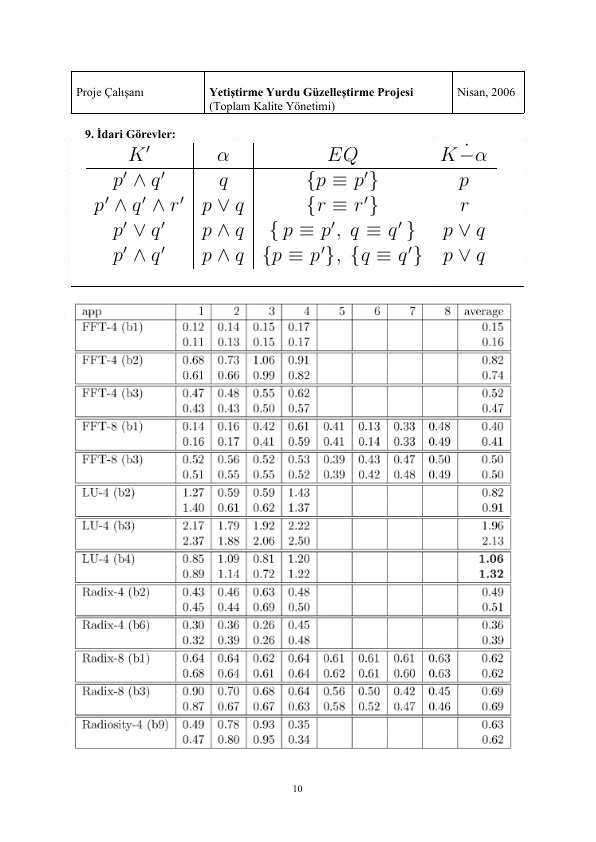 Proje Çalışanı Yetiştirme Yurdu Güzelleştirme Projesi Nisan, 2006
(Toplam Kalite Yönetimi)
9. İdari Görevler:
K′ α EQ K ∸ α
p′ ∧ q′ q {p ≡ p′} p
p′ ∧ q′ ∧ r′ p ∨ q {r ≡ r′} r
p′ ∨ q′ p ∧ q { p ≡ p′, q ≡ q′ } p ∨ q
p′ ∧ q′ p ∧ q {p ≡ p′}, {q ≡ q′} p ∨ q
app 1 2 3 4 5 6 7 8 average
FFT-4 (b1) 0.12 0.14 0.15 0.17 0.15
0.11 0.13 0.15 0.17 0.16
FFT-4 (b2) 0.68 0.73 1.06 0.91 0.82
0.61 0.66 0.99 0.82 0.74
FFT-4 (b3) 0.47 0.48 0.55 0.62 0.52
0.43 0.43 0.50 0.57 0.47
FFT-8 (b1) 0.14 0.16 0.42 0.61 0.41 0.13 0.33 0.48 0.40
0.16 0.17 0.41 0.59 0.41 0.14 0.33 0.49 0.41
FFT-8 (b3) 0.52 0.56 0.52 0.53 0.39 0.43 0.47 0.50 0.50
0.51 0.55 0.55 0.52 0.39 0.42 0.48 0.49 0.50
LU-4 (b2) 1.27 0.59 0.59 1.43 0.82
1.40 0.61 0.62 1.37 0.91
LU-4 (b3) 2.17 1.79 1.92 2.22 1.96
2.37 1.88 2.06 2.50 2.13
LU-4 (b4) 0.85 1.09 0.81 1.20 1.06
0.89 1.14 0.72 1.22 1.32
Radix-4 (b2) 0.43 0.46 0.63 0.48 0.49
0.45 0.44 0.69 0.50 0.51
Radix-4 (b6) 0.30 0.36 0.26 0.45 0.36
0.32 0.39 0.26 0.48 0.39
Radix-8 (b1) 0.64 0.64 0.62 0.64 0.61 0.61 0.61 0.63 0.62
0.68 0.64 0.61 0.64 0.62 0.61 0.60 0.63 0.62
Radix-8 (b3) 0.90 0.70 0.68 0.64 0.56 0.50 0.42 0.45 0.69
0.87 0.67 0.67 0.63 0.58 0.52 0.47 0.46 0.69
Radiosity-4 (b9) 0.49 0.78 0.93 0.35 0.63
0.47 0.80 0.95 0.34 0.62
10